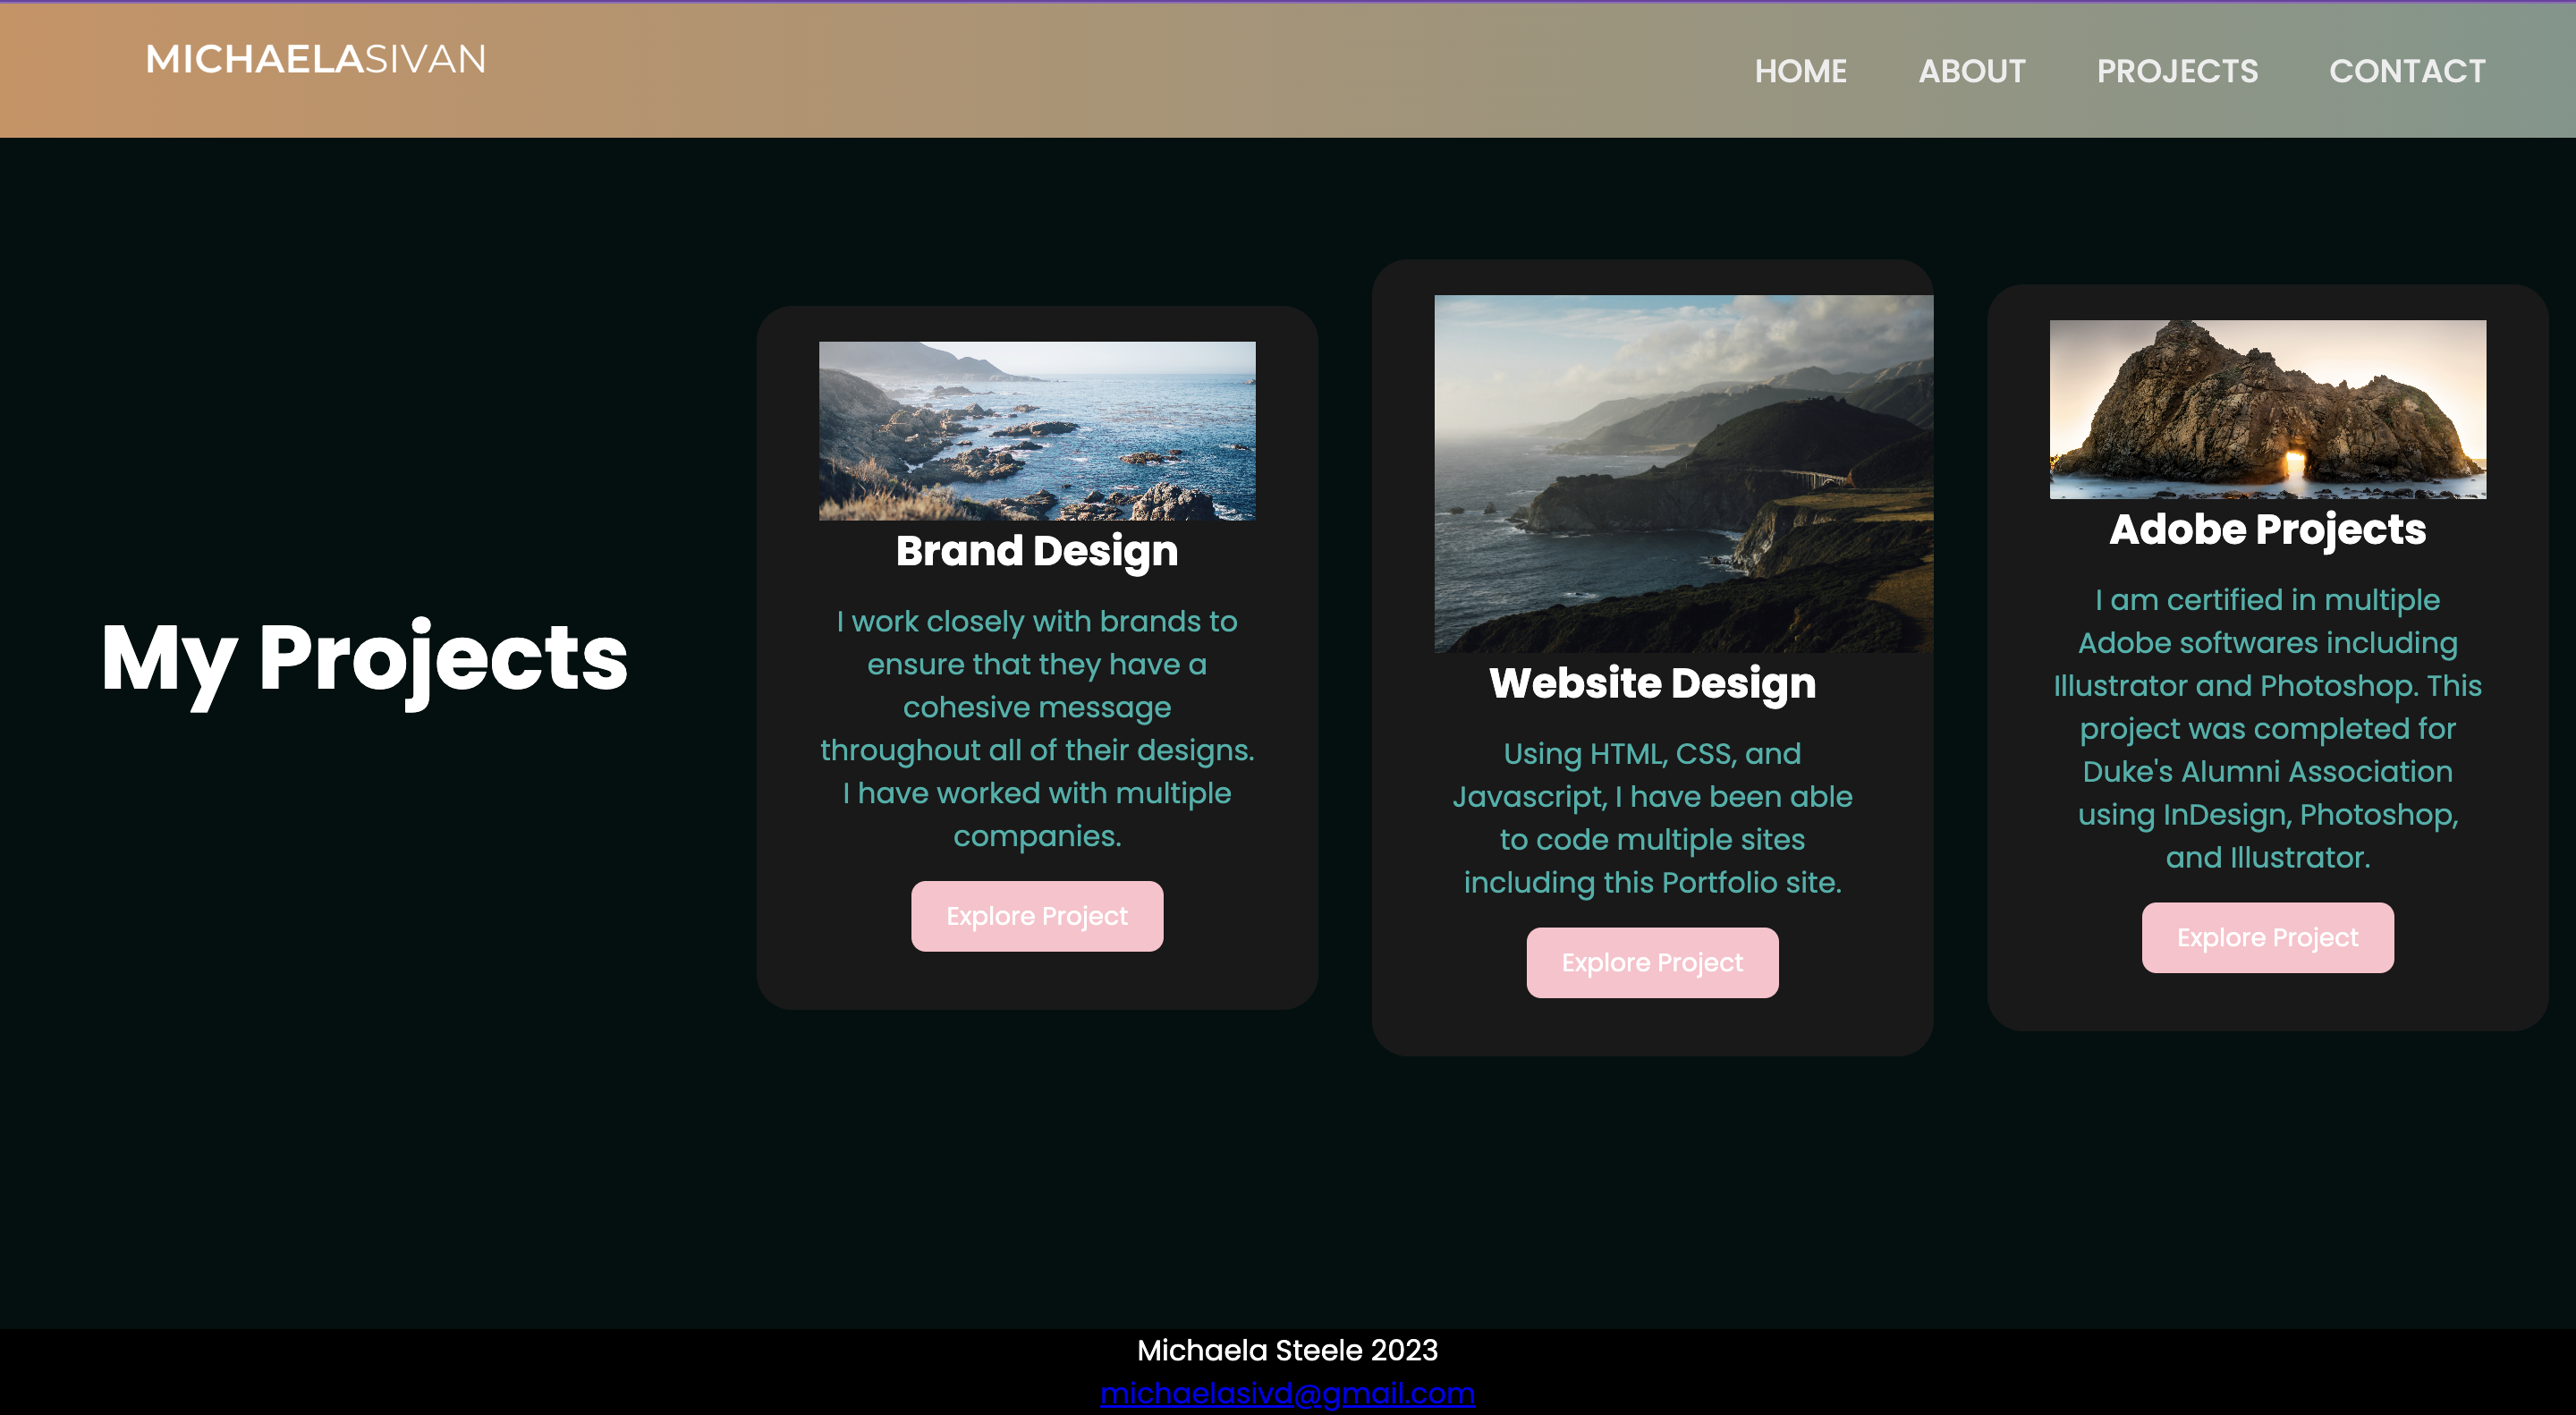 MICHAELASIVAN
HOME ABOUT PROJECTS CONTACT
My Projects
Brand Design
I work closely with brands to
ensure that they have a
cohesive message
throughout all of their designs.
I have worked with multiple
companies.
Explore Project
Website Design
Using HTML, CSS, and
Javascript, I have been able
to code multiple sites
including this Portfolio site.
Explore Project
Adobe Projects
I am certified in multiple
Adobe softwares including
Illustrator and Photoshop. This
project was completed for
Duke's Alumni Association
using InDesign, Photoshop,
and Illustrator.
Explore Project
Michaela Steele 2023
michaelasivd@gmail.com